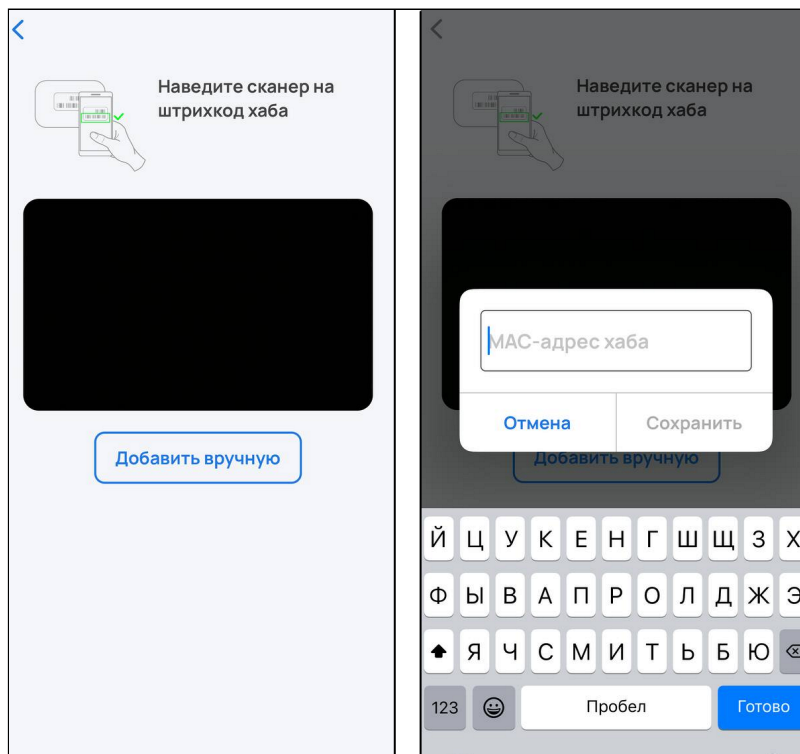 Наведите сканер на
штрихкод хаба
Добавить вручную
Наведите сканер на
штрихкод хаба
MAC-адрес хаба
Отмена
Сохранить
Добавить вручную
Й Ц У К Е Н Г Ш Щ З Х
Ф Ы В А П Р О Л Д Ж Э
Я Ч С М И Т Ь Б Ю
123 Пробел Готово